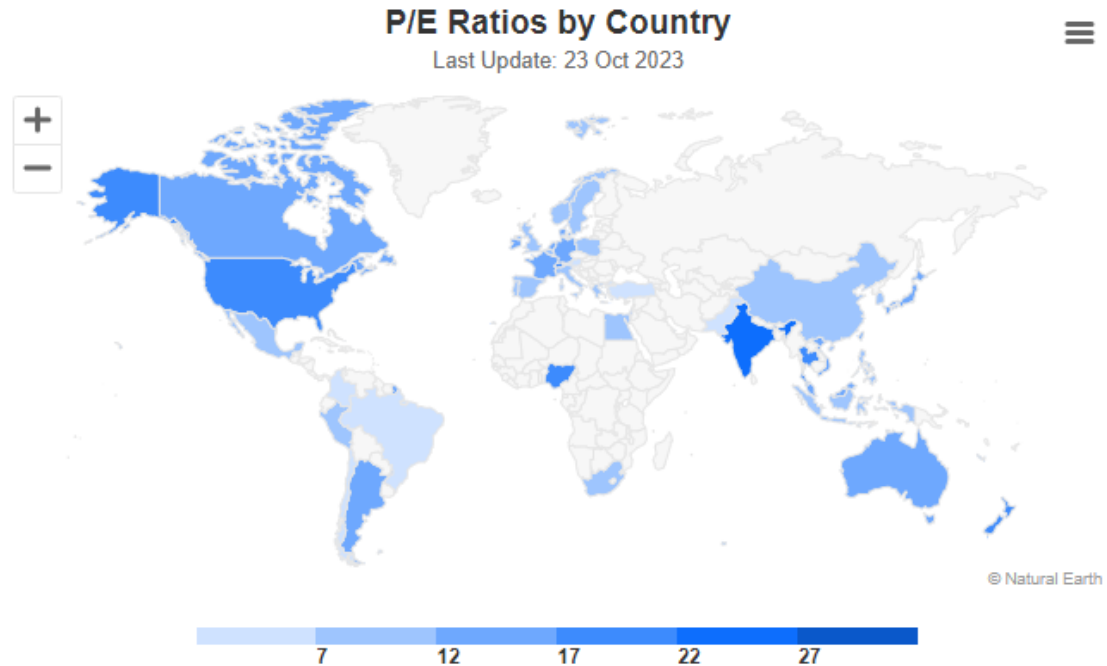 P/E Ratios by Country
Last Update: 23 Oct 2023
+
−
© Natural Earth
7 12 17 22 27